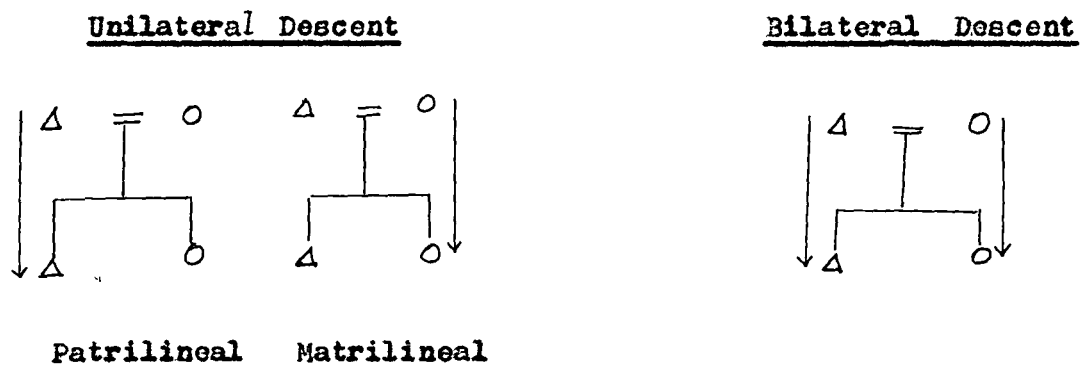 Unilateral Descent
Bilateral Descent
Patrilineal Matrilineal